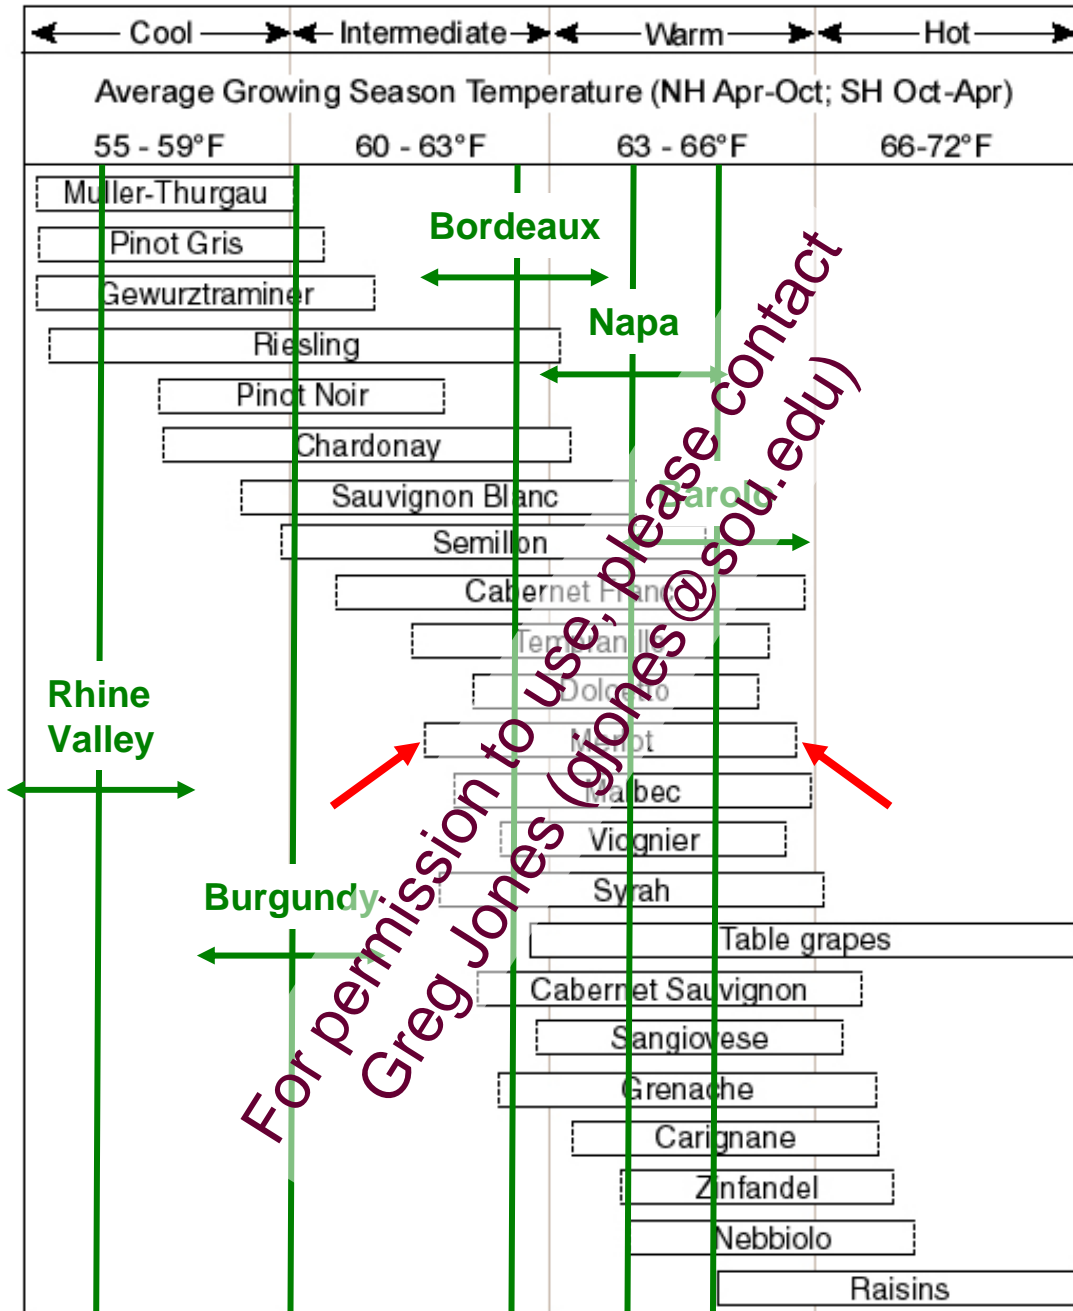 Cool Intermediate Warm Hot
Average Growing Season Temperature (NH Apr-Oct; SH Oct-Apr)
55 - 59°F 60 - 63°F 63 - 66°F 66-72°F
Muller-Thurgau
Bordeaux
Pinot Gris
Gewurztraminer
Napa
Riesling
Pinot Noir
Chardonay
Sauvignon Blanc
Barolo
Semillon
Cabernet Franc
Tempranillo
Dolcetto
Rhine
Valley
Merlot
Malbec
Viognier
Syrah
Burgundy
Table grapes
Cabernet Sauvignon
Sangiovese
Grenache
Carignane
Zinfandel
Nebbiolo
Raisins
For permission to use, please contact
Greg Jones (gjones@sou.edu)